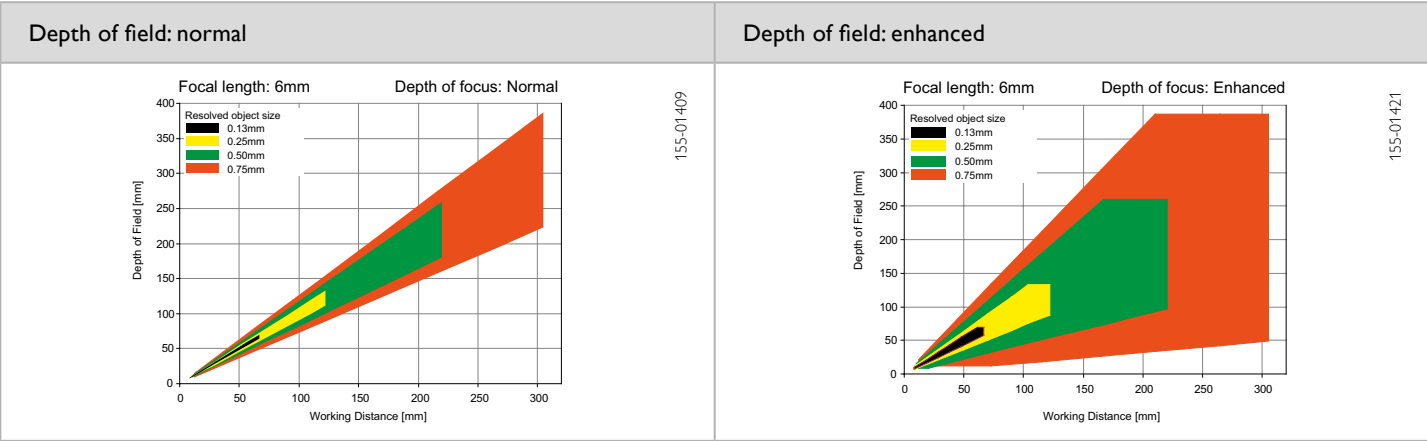 Depth of field: normal
Focal length: 6mm Depth of focus: Normal
Resolved object size
0.13mm
0.25mm
0.50mm
0.75mm
400
350
300
250
200
150
100
50
0
Depth of Field [mm]
0 50 100 150 200 250 300
Working Distance [mm]
155-01409
Depth of field: enhanced
Focal length: 6mm Depth of focus: Enhanced
Resolved object size
0.13mm
0.25mm
0.50mm
0.75mm
400
350
300
250
200
150
100
50
0
Depth of Field [mm]
0 50 100 150 200 250 300
Working Distance [mm]
155-01421